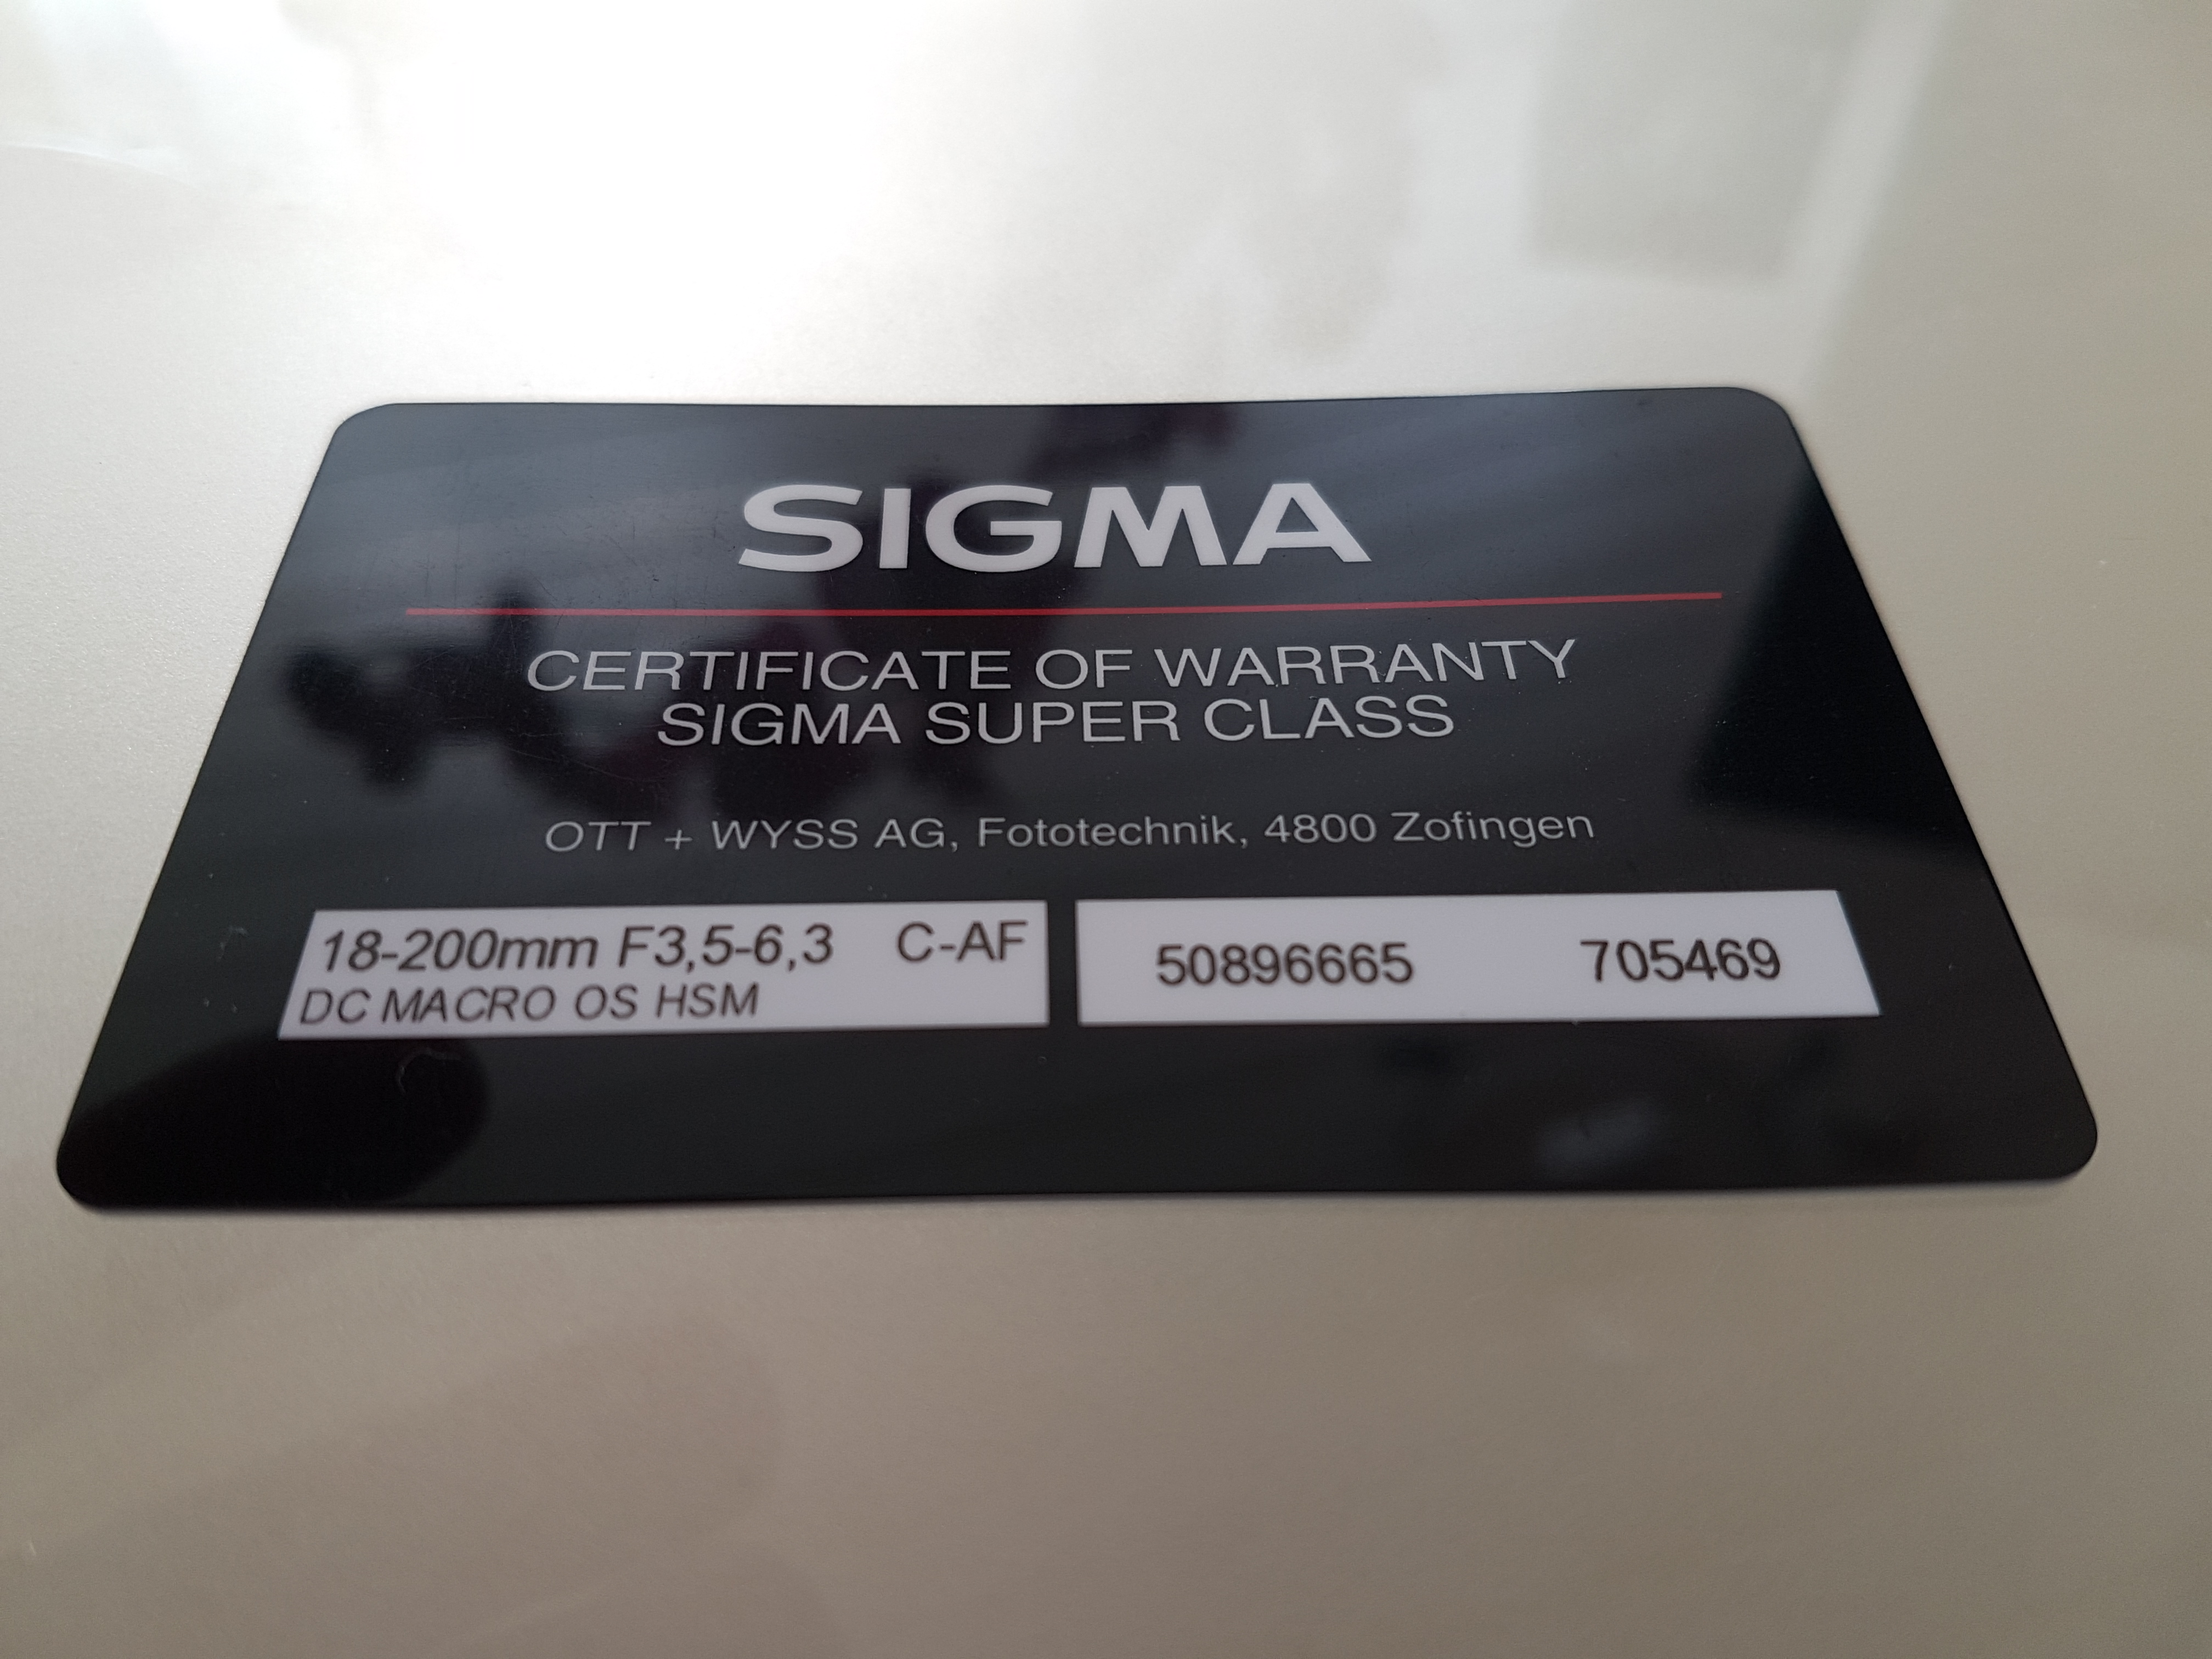 SIGMA
CERTIFICATE OF WARRANTY
SIGMA SUPER CLASS
OTT + WYSS AG, Fototechnik, 4800 Zofingen
18-200mm F3,5-6,3 C-AF
DC MACRO OS HSM
50896665 705469